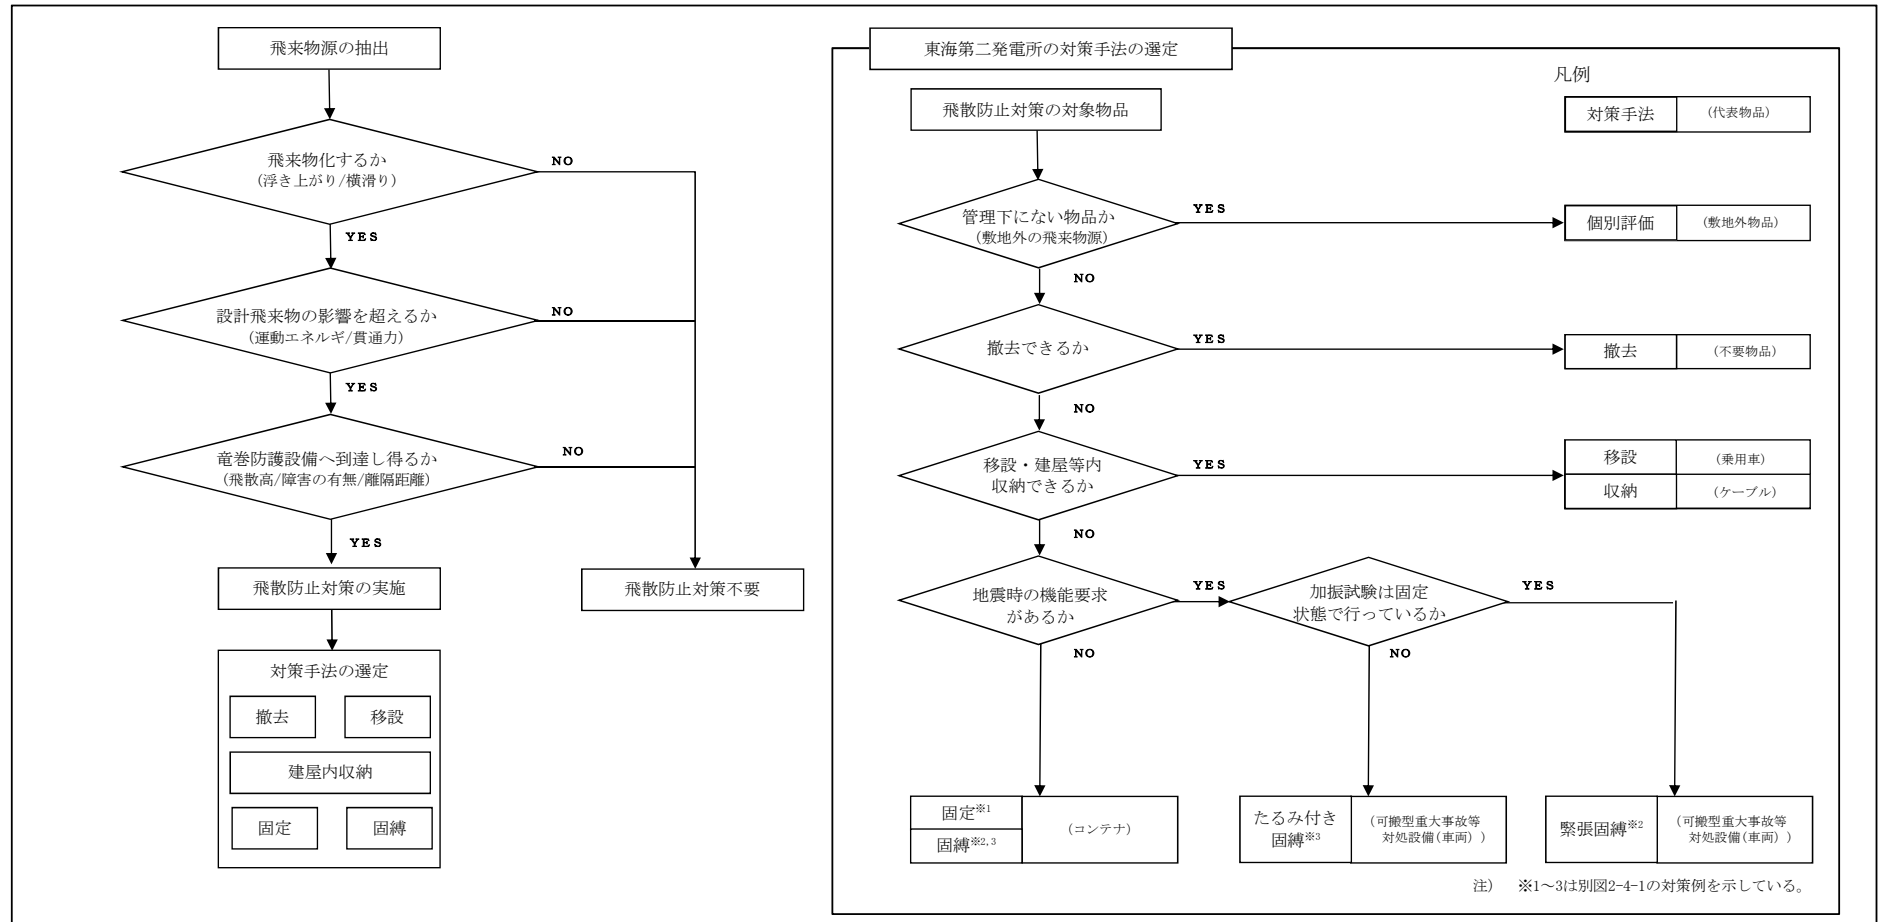 飛来物源の抽出
飛来物化するか
(浮き上がり/横滑り)
NO
YES
設計飛来物の影響を超えるか
(運動エネルギ/貫通力)
NO
YES
竜巻防護設備へ到達し得るか
(飛散高/障害の有無/離隔距離)
NO
YES
飛散防止対策の実施
飛散防止対策不要
対策手法の選定
撤去
移設
建屋内収納
固定
固縛
東海第二発電所の対策手法の選定
凡例
対策手法
(代表物品)
飛散防止対策の対象物品
管理下にない物品か
(敷地外の飛来物源)
YES
個別評価
(敷地外物品)
NO
撤去できるか
YES
撤去
(不要物品)
NO
移設・建屋等内
収納できるか
YES
移設
(乗用車)
収納
(ケーブル)
NO
地震時の機能要求
があるか
YES
加振試験は固定
状態で行っているか
YES
NO
NO
固定※1
固縛※2,3
(コンテナ)
たるみ付き
固縛※3
(可搬型重大事故等
対処設備(車両))
緊張固縛※2
(可搬型重大事故等
対処設備(車両))
注) ※1~3は別図2-4-1の対策例を示している。